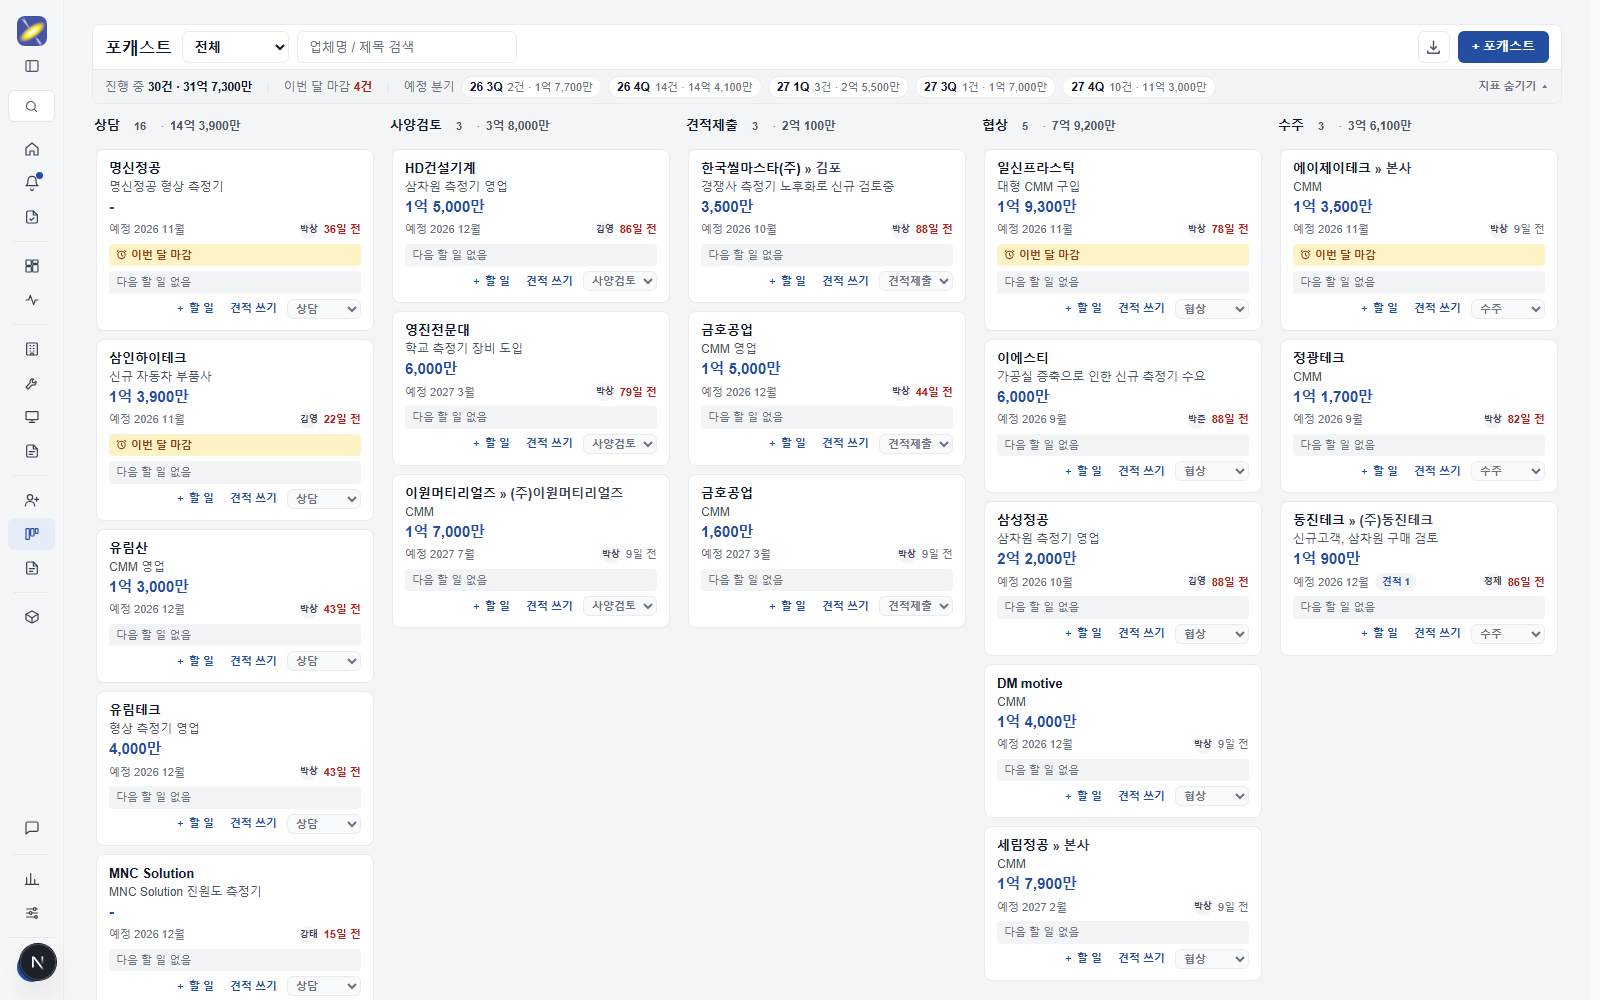 포캐스트 전체 업체명 / 제목 검색 + 포캐스트
진행 중 30건 · 31억 7,300만 이번 달 마감 4건 예정 분기 26 3Q 2건 · 1억 7,700만 26 4Q 14건 · 14억 4,100만 27 1Q 3건 · 2억 5,500만 27 3Q 1건 · 1억 7,000만 27 4Q 10건 · 11억 3,000만 지표 숨기기
상담 16 · 14억 3,900만
명신정공
명신정공 형상 측정기
-
예정 2026 11월 박상 36일 전
이번 달 마감
다음 할 일 없음
+ 할 일 견적 쓰기 상담
삼인하이테크
신규 자동차 부품사
1억 3,900만
예정 2026 11월 김영 22일 전
이번 달 마감
다음 할 일 없음
+ 할 일 견적 쓰기 상담
유림산
CMM 영업
1억 3,000만
예정 2026 12월 박상 43일 전
다음 할 일 없음
+ 할 일 견적 쓰기 상담
유림테크
형상 측정기 영업
4,000만
예정 2026 12월 박상 43일 전
다음 할 일 없음
+ 할 일 견적 쓰기 상담
MNC Solution
MNC Solution 진원도 측정기
-
예정 2026 12월 강태 15일 전
다음 할 일 없음
+ 할 일 견적 쓰기 상담
사양검토 3 · 3억 8,000만
HD건설기계
삼차원 측정기 영업
1억 5,000만
예정 2026 12월 김영 86일 전
다음 할 일 없음
+ 할 일 견적 쓰기 사양검토
영진전문대
학교 측정기 장비 도입
6,000만
예정 2027 3월 박상 79일 전
다음 할 일 없음
+ 할 일 견적 쓰기 사양검토
이원머티리얼즈 » (주)이원머티리얼즈
CMM
1억 7,000만
예정 2027 7월 박상 9일 전
다음 할 일 없음
+ 할 일 견적 쓰기 사양검토
견적제출 3 · 2억 100만
한국씰마스타(주) » 김포
경쟁사 측정기 노후화로 신규 검토중
3,500만
예정 2026 10월 박상 88일 전
다음 할 일 없음
+ 할 일 견적 쓰기 견적제출
금호공업
CMM 영업
1억 5,000만
예정 2026 12월 박상 44일 전
다음 할 일 없음
+ 할 일 견적 쓰기 견적제출
금호공업
CMM
1,600만
예정 2027 3월 박상 9일 전
다음 할 일 없음
+ 할 일 견적 쓰기 견적제출
협상 5 · 7억 9,200만
일신프라스틱
대형 CMM 구입
1억 9,300만
예정 2026 11월 박상 78일 전
이번 달 마감
다음 할 일 없음
+ 할 일 견적 쓰기 협상
이에스티
가공실 증축으로 인한 신규 측정기 수요
6,000만
예정 2026 9월 박준 88일 전
다음 할 일 없음
+ 할 일 견적 쓰기 협상
삼성정공
삼차원 측정기 영업
2억 2,000만
예정 2026 10월 김영 88일 전
다음 할 일 없음
+ 할 일 견적 쓰기 협상
DM motive
CMM
1억 4,000만
예정 2026 12월 박상 9일 전
다음 할 일 없음
+ 할 일 견적 쓰기 협상
세림정공 » 본사
CMM
1억 7,900만
예정 2027 2월 박상 9일 전
다음 할 일 없음
+ 할 일 견적 쓰기 협상
수주 3 · 3억 6,100만
에이제이테크 » 본사
CMM
1억 3,500만
예정 2026 11월 박상 9일 전
이번 달 마감
다음 할 일 없음
+ 할 일 견적 쓰기 수주
정광테크
CMM
1억 1,700만
예정 2026 9월 박상 82일 전
다음 할 일 없음
+ 할 일 견적 쓰기 수주
동진테크 » (주)동진테크
신규고객, 삼차원 구매 검토
1억 900만
예정 2026 12월 견적 1 정제 86일 전
다음 할 일 없음
+ 할 일 견적 쓰기 수주
N